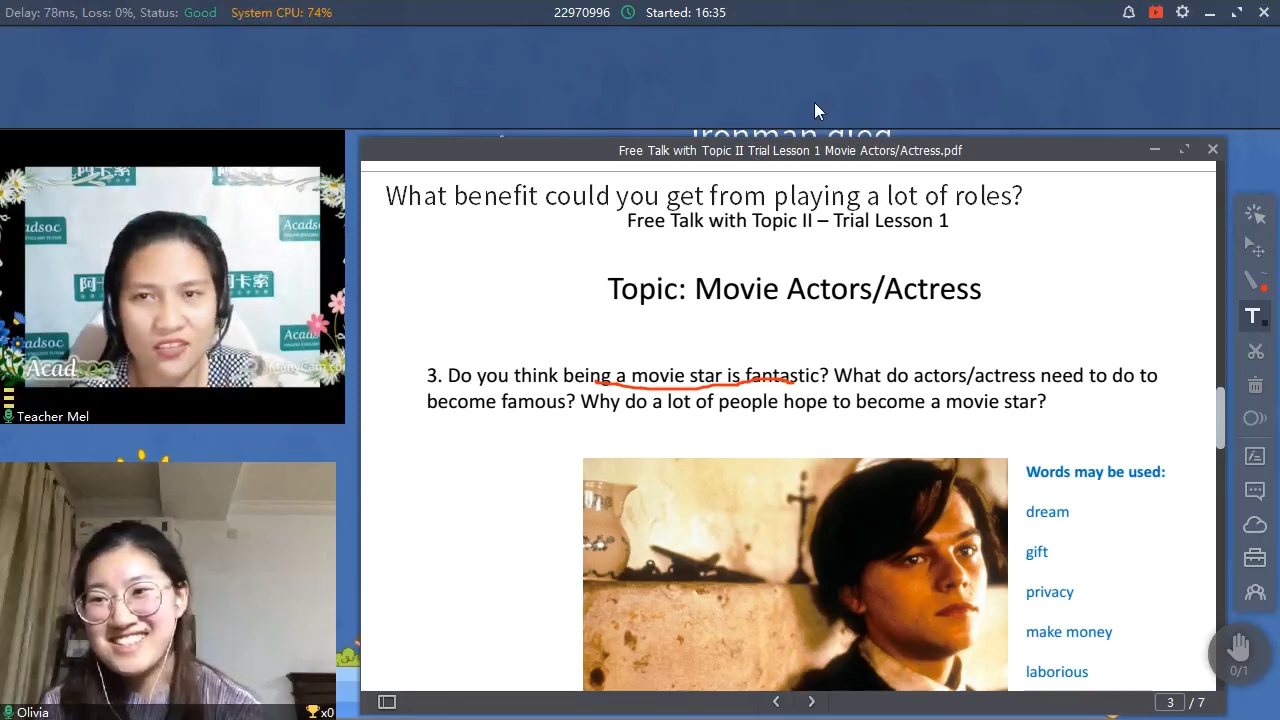 Delay: 78ms, Loss: 0%, Status: Good System CPU: 74%
22970996 Started: 16:35
Free Talk with Topic II Trial Lesson 1 Movie Actors/Actress.pdf
What benefit could you get from playing a lot of roles?
Free Talk with Topic II – Trial Lesson 1
Topic: Movie Actors/Actress
3. Do you think being a movie star is fantastic? What do actors/actress need to do to
become famous? Why do a lot of people hope to become a movie star?
Words may be used:
dream
gift
privacy
make money
laborious
3 / 7
0/1
阿卡索
Acadsoc
Acadsoc
Acadsoc
Teacher Mel
Olivia
x0